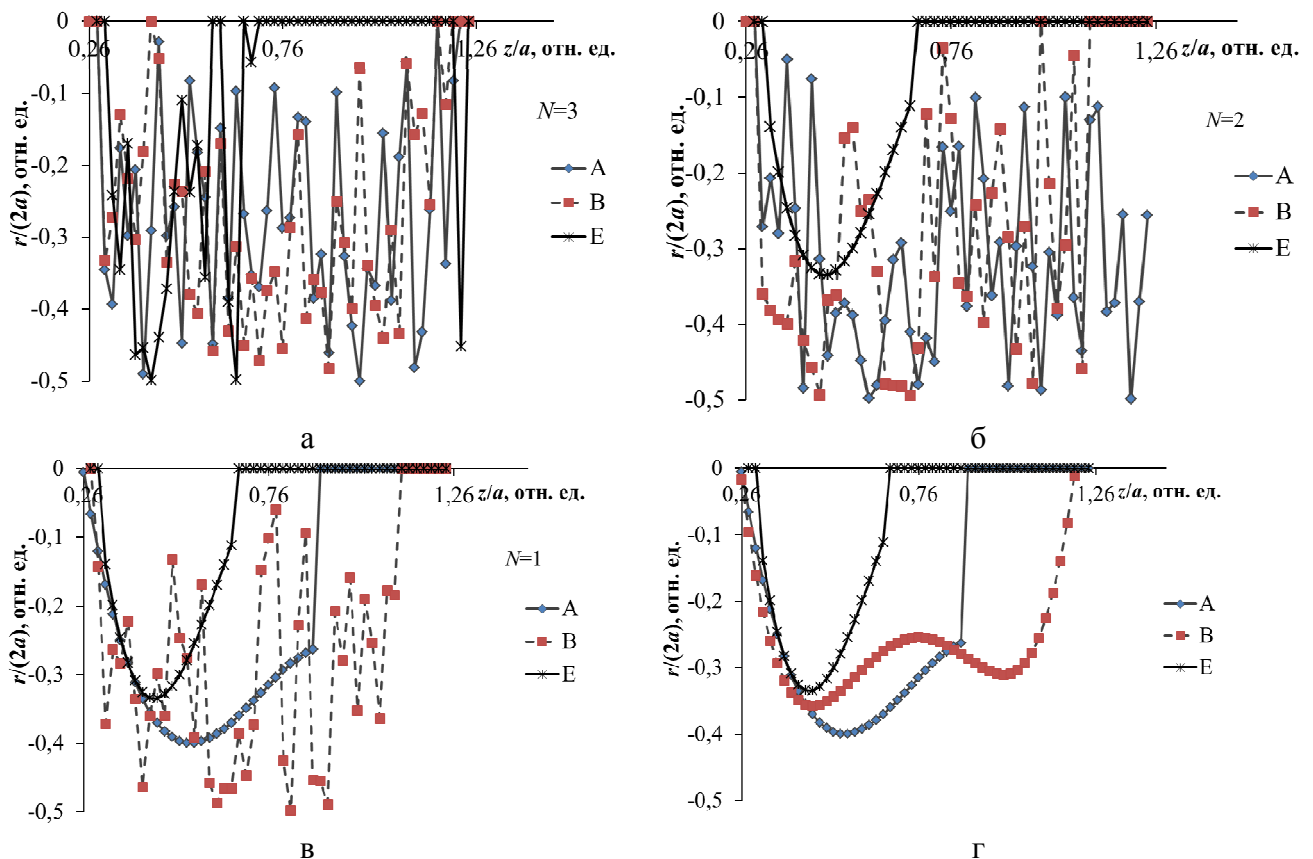 0
0,26
0,76
1,26
z/a, отн. ед.
-0,1
-0,2
-0,3
-0,4
-0,5
r/(2a), отн. ед.
N=3
A
B
E
а
0
0,26
0,76
1,26
z/a, отн. ед.
-0,1
-0,2
-0,3
-0,4
-0,5
r/(2a), отн. ед.
N=2
A
B
E
б
0
0,26
0,76
1,26
z/a, отн. ед.
-0,1
-0,2
-0,3
-0,4
-0,5
r/(2a), отн. ед.
N=1
A
B
E
в
0
0,26
0,76
1,26
z/a, отн. ед.
-0,1
-0,2
-0,3
-0,4
-0,5
r/(2a), отн. ед.
A
B
E
г